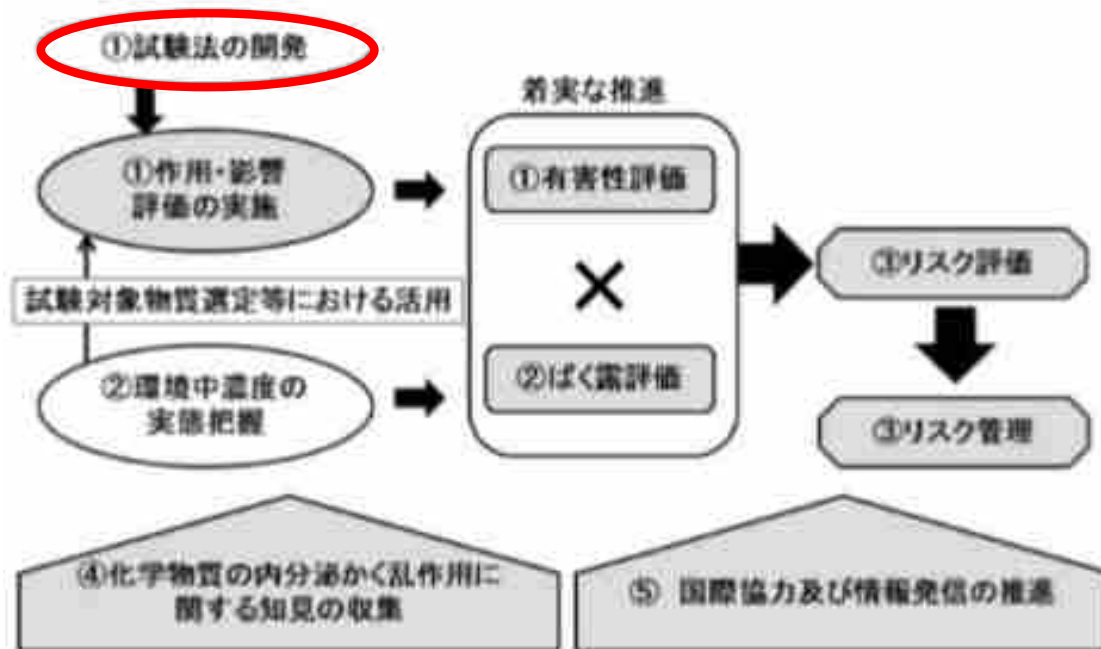 ①試験法の開発
着実な推進
①作用・影響
評価の実施
①有害性評価
×
③リスク評価
試験対象物質選定等における活用
②環境中濃度の
実態把握
②ばく露評価
③リスク管理
④化学物質の内分泌かく乱作用に
関する知見の収集
⑤ 国際協力及び情報発信の推進